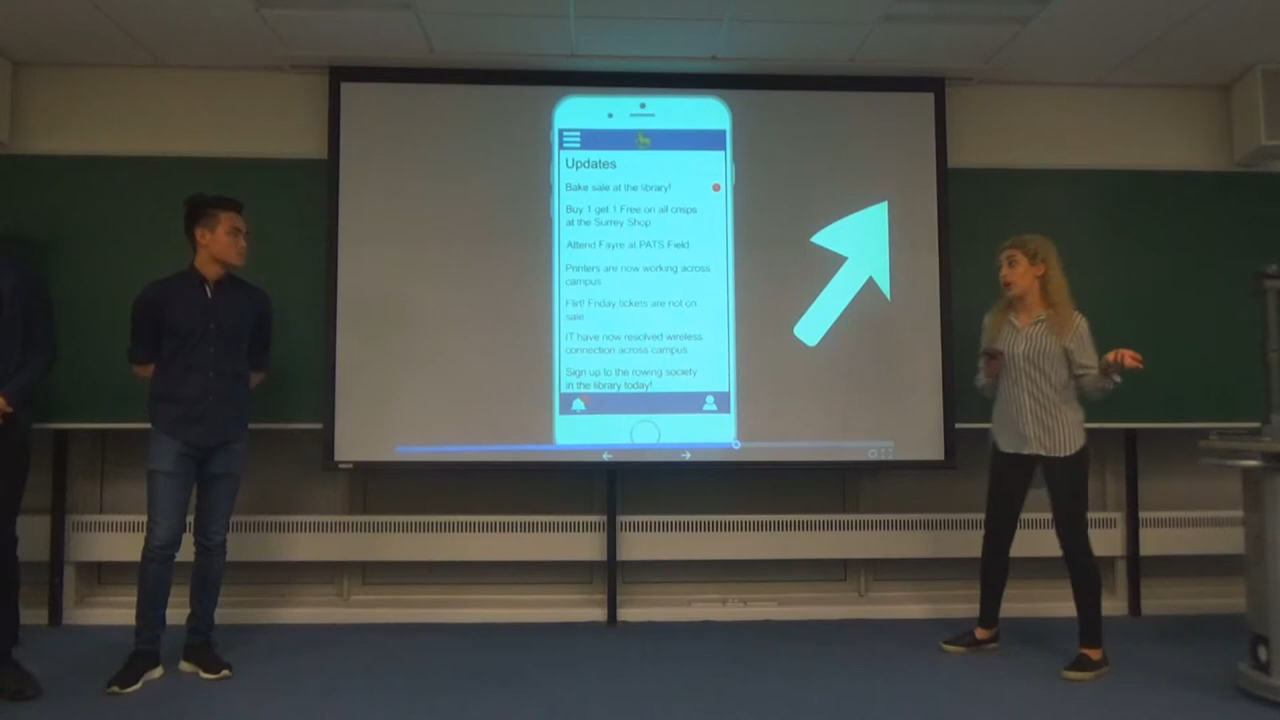 Updates
Bake sale at the library!
Buy 1 get 1 Free on all crisps
at the Surrey Shop
Attend Fayre at PATS Field
Printers are now working across
campus
Flirt! Friday tickets are not on
sale
IT have now resolved wireless
connection across campus
Sign up to the rowing society
in the library today!